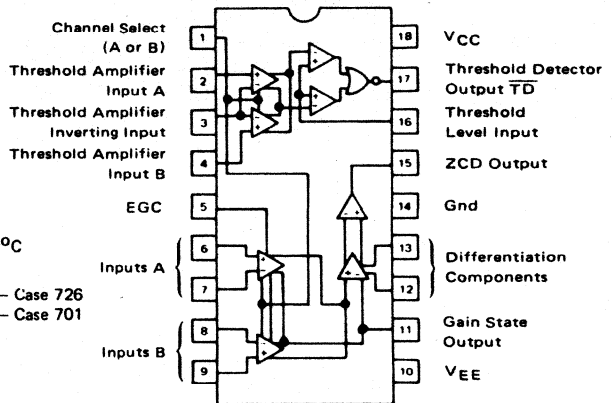 Channel Select
(A or B)
Threshold Amplifier
Input A
Threshold Amplifier
Inverting Input
Threshold Amplifier
Input B
EGC
Inputs A
Inputs B
°C
– Case 726
– Case 701
1
2
3
4
5
6
7
8
9
18
17
16
15
14
13
12
11
10
VCC
Threshold Detector
Output TD
Threshold
Level Input
ZCD Output
Gnd
Differentiation
Components
Gain State
Output
VEE